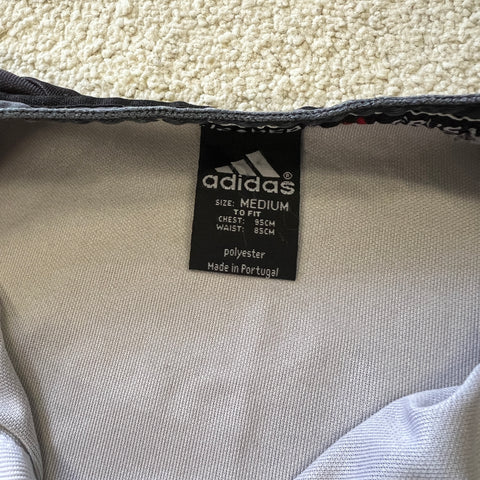 adidas®
SIZE: MEDIUM
TO FIT
CHEST: 95CM
WAIST: 85CM
polyester
Made in Portugal